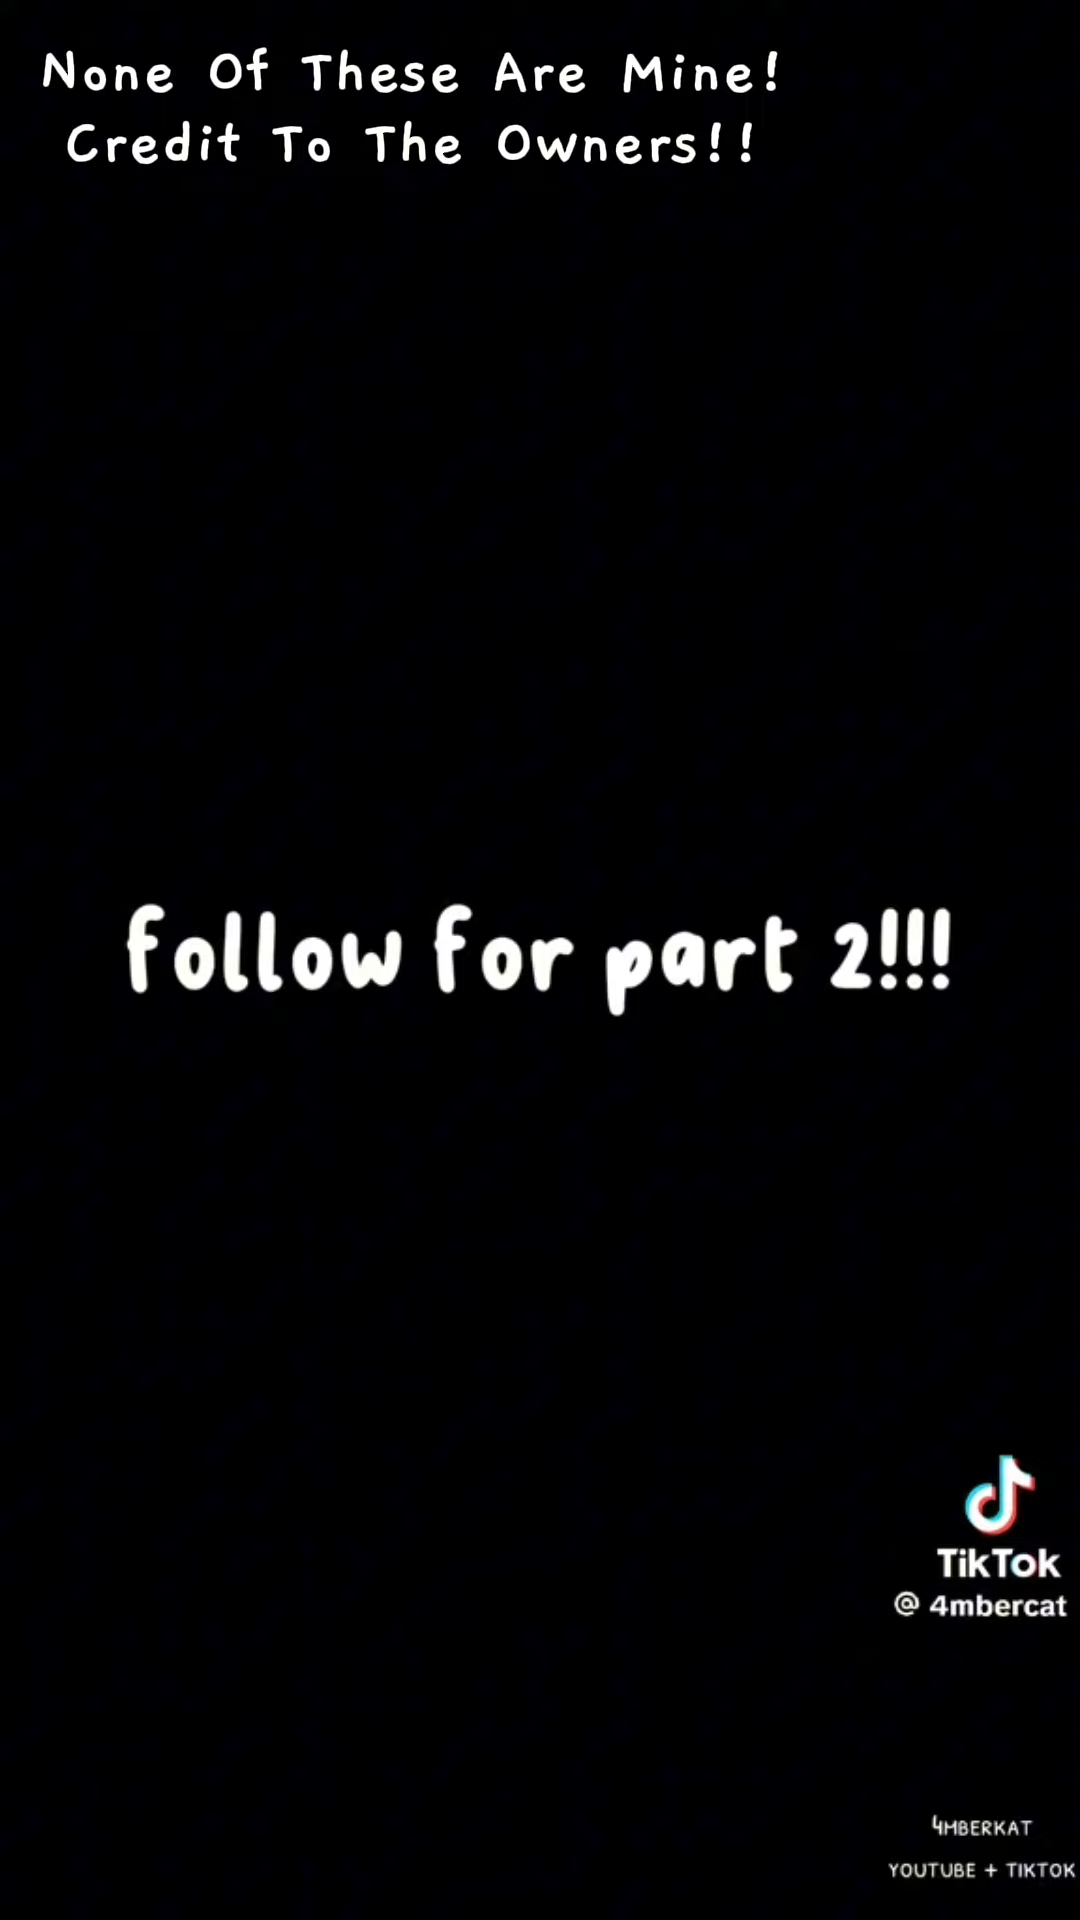 None Of These Are Mine!
Credit To The Owners!!
follow for part 2!!!
TikTok
@ 4mbercat
4MBERKAT
YOUTUBE + TIKTOK